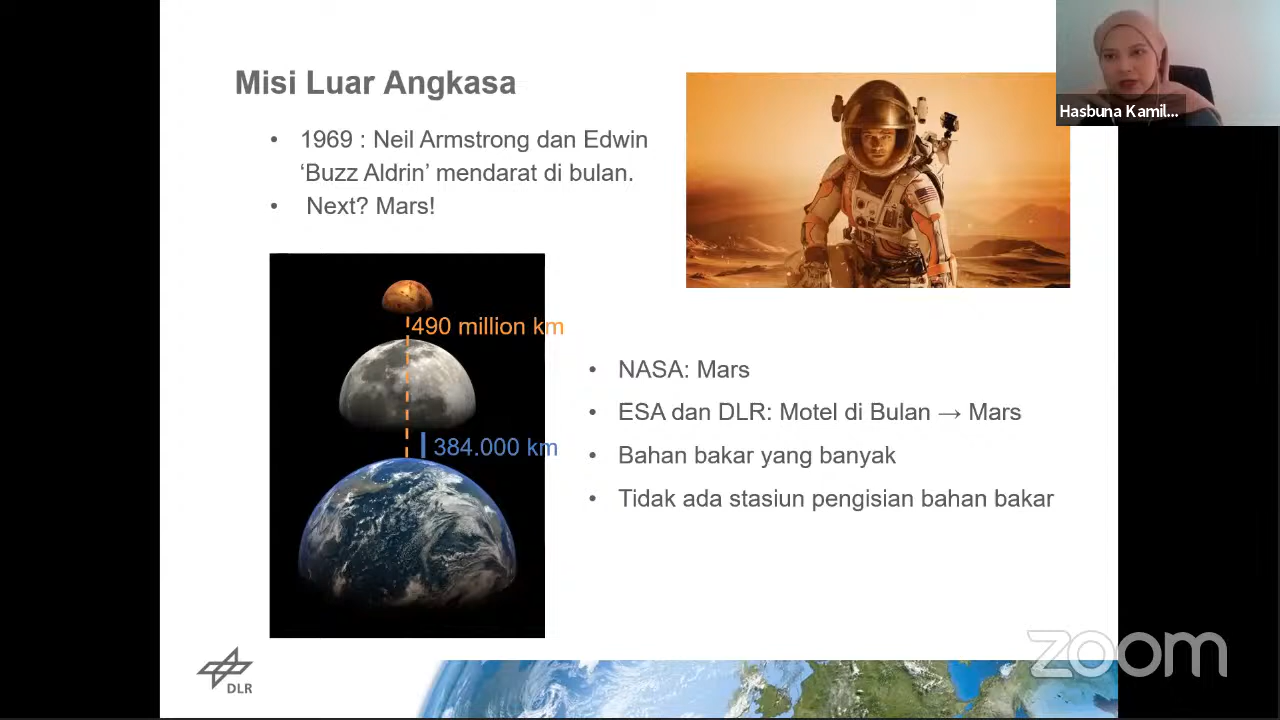 Misi Luar Angkasa
• 1969 : Neil Armstrong dan Edwin
‘Buzz Aldrin’ mendarat di bulan.
• Next? Mars!
490 million km
384.000 km
• NASA: Mars
• ESA dan DLR: Motel di Bulan → Mars
• Bahan bakar yang banyak
• Tidak ada stasiun pengisian bahan bakar
DLR
Hasbuna Kamil...
zoom